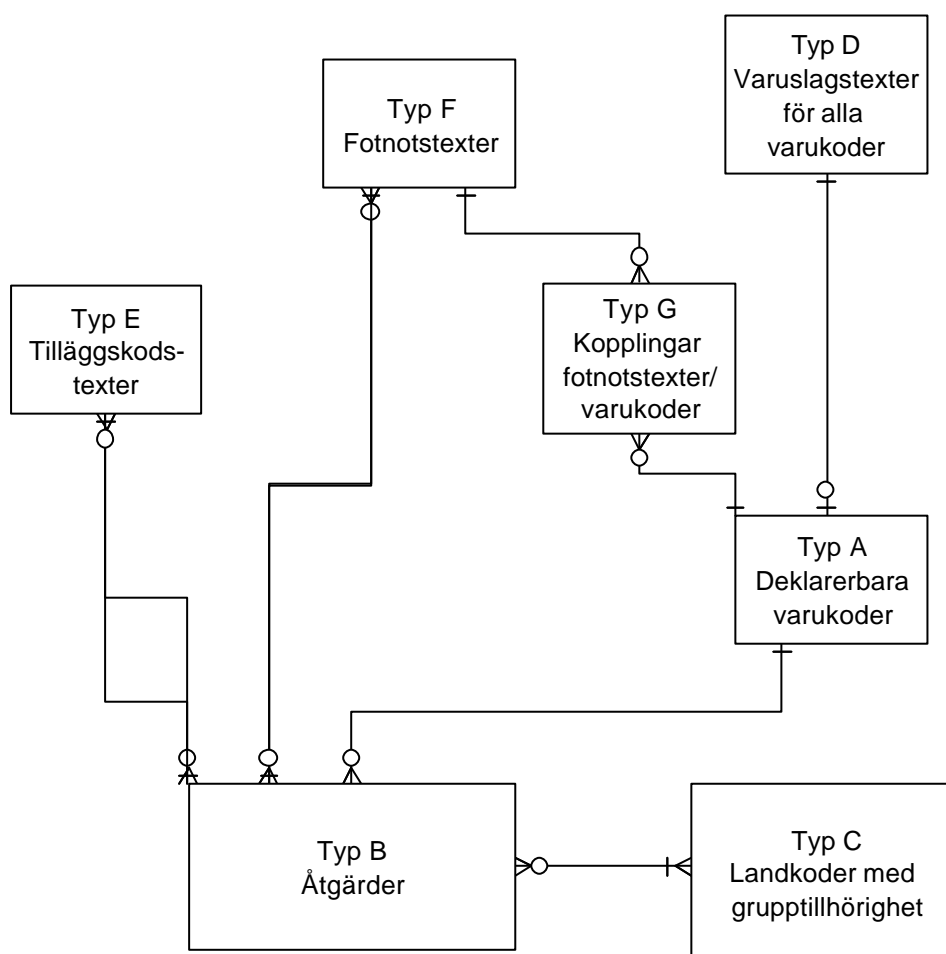 Typ D
Varuslagstexter
för alla
varukoder
Typ F
Fotnotstexter
Typ E
Tilläggskods-
texter
Typ G
Kopplingar
fotnotstexter/
varukoder
Typ A
Deklarerbara
varukoder
Typ B
Åtgärder
Typ C
Landkoder med
grupptillhörighet